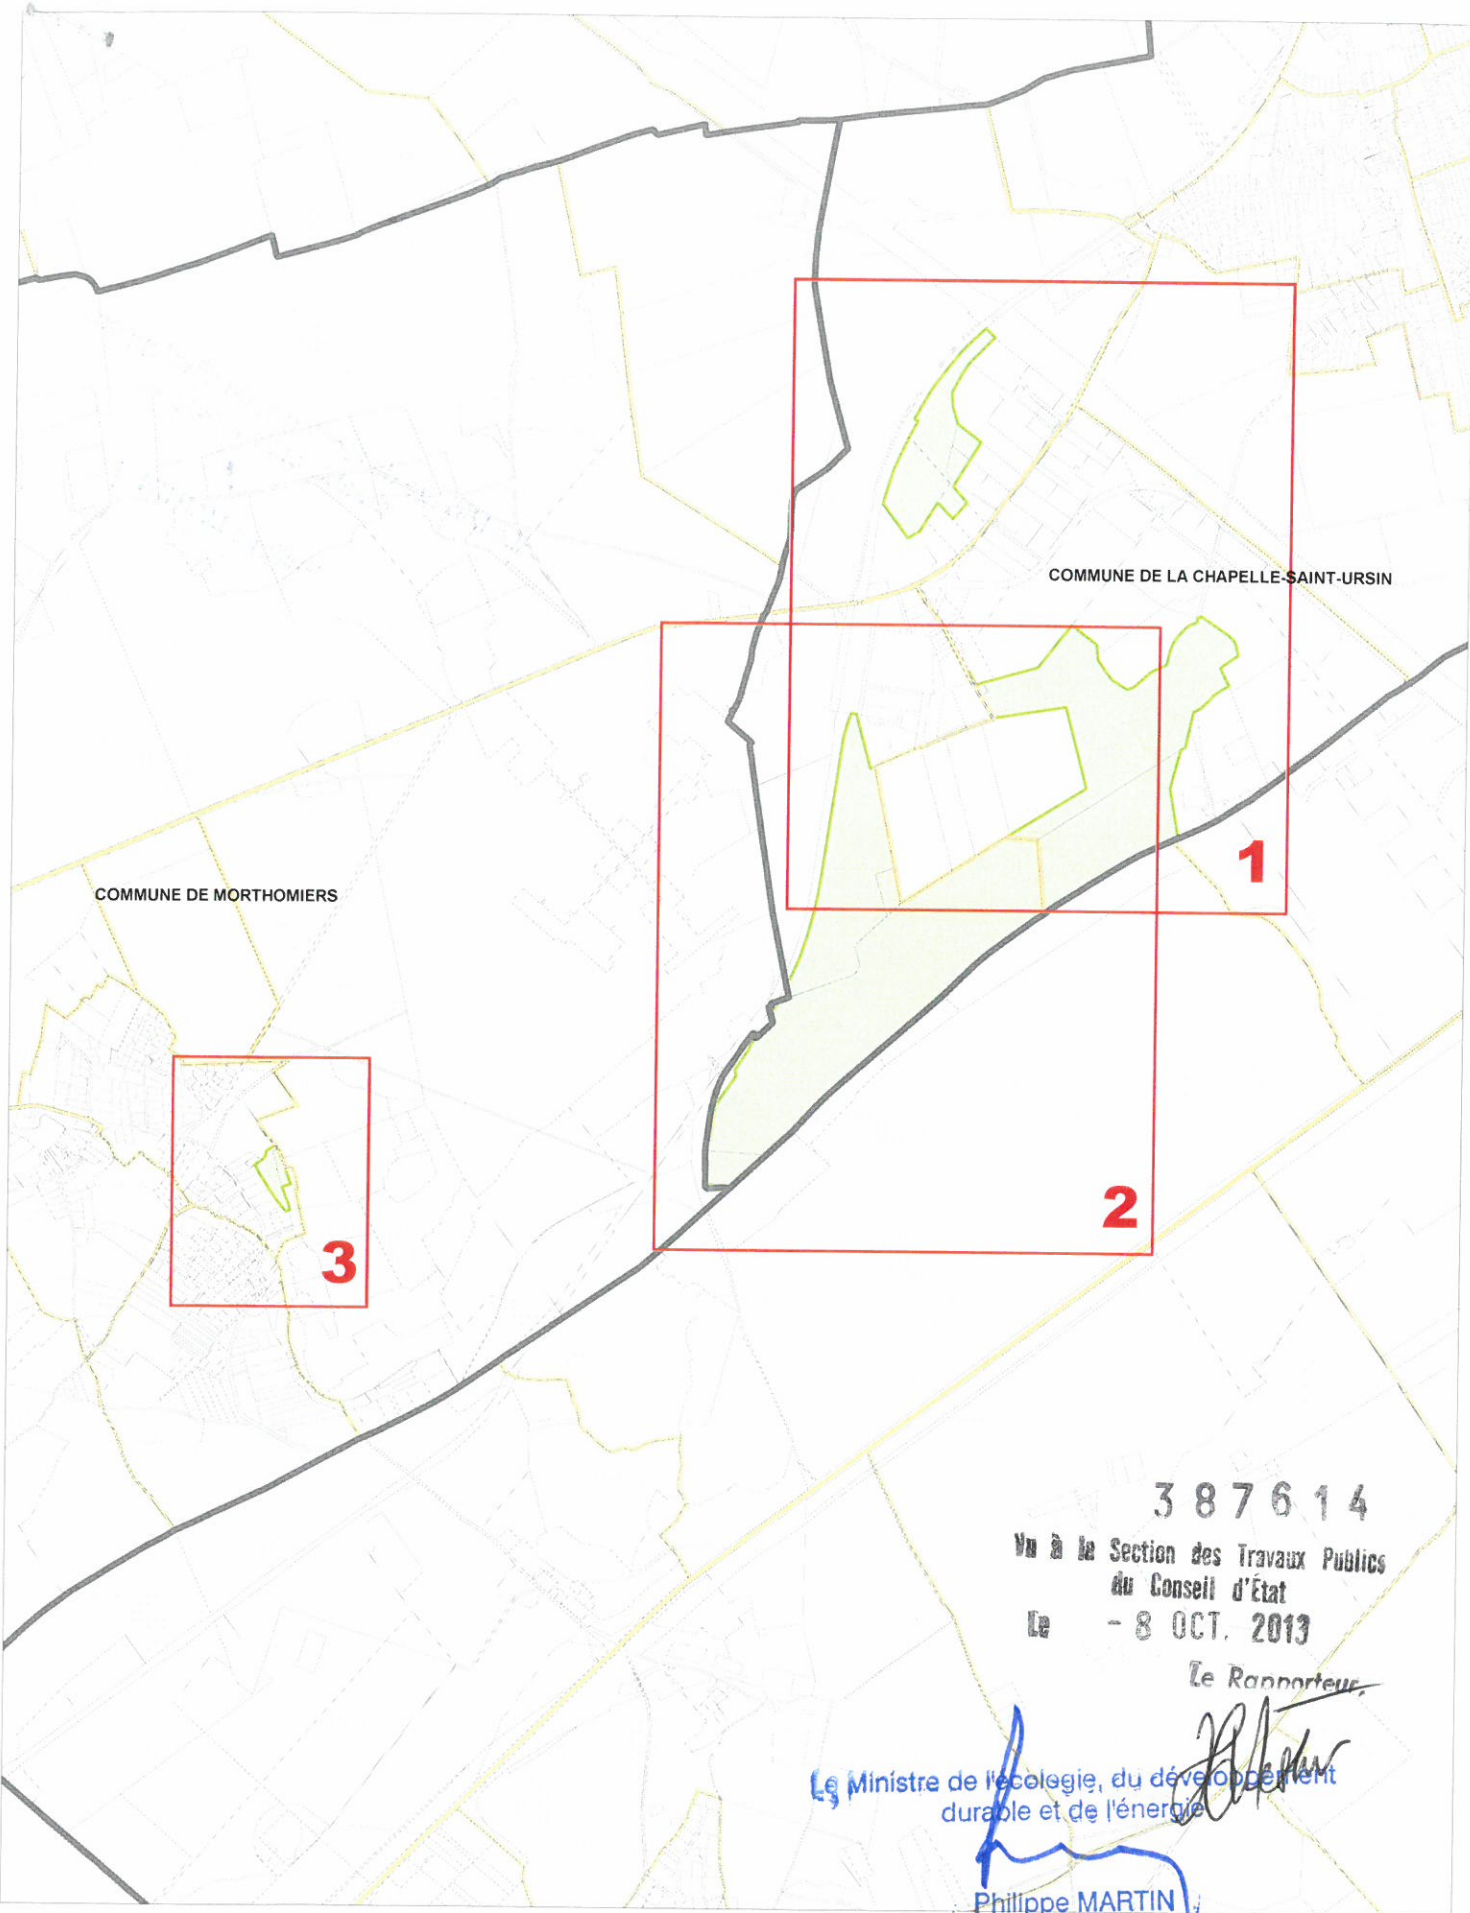 COMMUNE DE LA CHAPELLE-SAINT-URSIN
1
COMMUNE DE MORTHOMIERS
2
3
387614
Vu à la Section des Travaux Publics
du Conseil d'État
Le - 8 OCT. 2013
Le Rapporteur,
Le Ministre de l'écologie, du développement
durable et de l'énergie
Philippe MARTIN